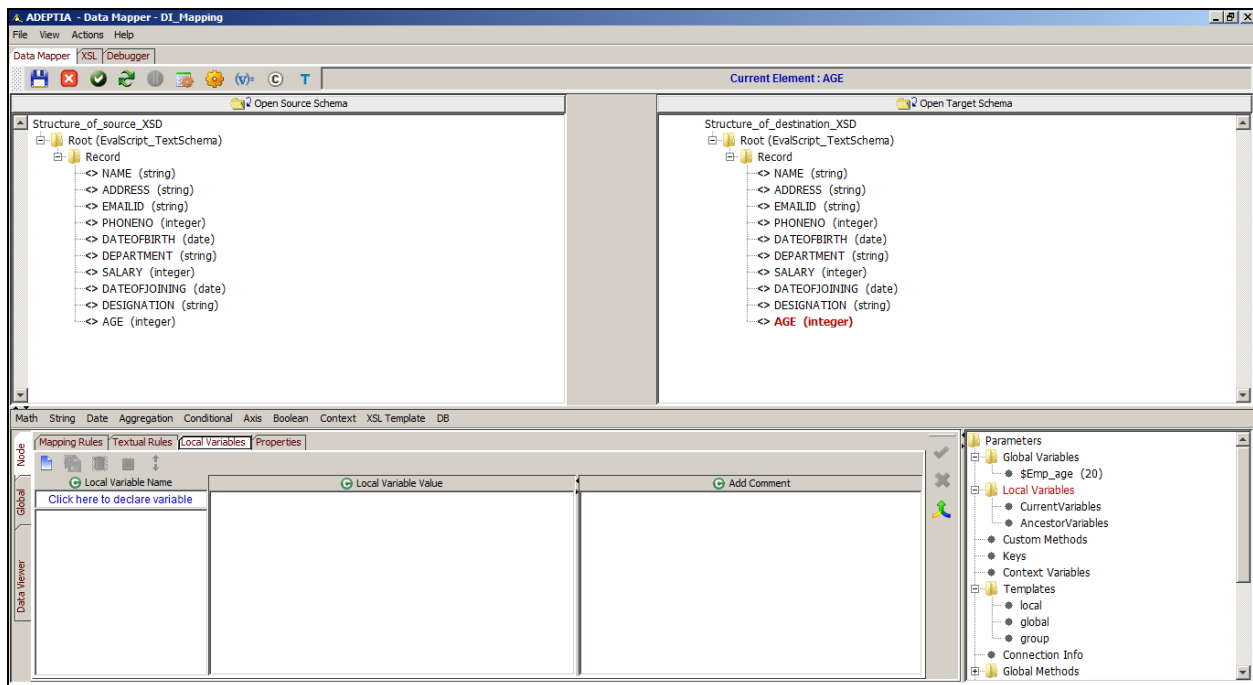 ADEPTIA - Data Mapper - DI_Mapping
File View Actions Help
Data Mapper XSL Debugger
(v)= C T Current Element : AGE
Open Source Schema
Structure_of_source_XSD
Root (EvalScript_TextSchema)
Record
<> NAME (string)
<> ADDRESS (string)
<> EMAILID (string)
<> PHONENO (integer)
<> DATEOFBIRTH (date)
<> DEPARTMENT (string)
<> SALARY (integer)
<> DATEOFJOINING (date)
<> DESIGNATION (string)
<> AGE (integer)
Open Target Schema
Structure_of_destination_XSD
Root (EvalScript_TextSchema)
Record
<> NAME (string)
<> ADDRESS (string)
<> EMAILID (string)
<> PHONENO (integer)
<> DATEOFBIRTH (date)
<> DEPARTMENT (string)
<> SALARY (integer)
<> DATEOFJOINING (date)
<> DESIGNATION (string)
<> AGE (integer)
Math String Date Aggregation Conditional Axis Boolean Context XSL Template DB
Node
Global
Data Viewer
Mapping Rules Textual Rules Local Variables Properties
Local Variable Name Local Variable Value Add Comment
Click here to declare variable
Parameters
Global Variables
$Emp_age (20)
Local Variables
CurrentVariables
AncestorVariables
Custom Methods
Keys
Context Variables
Templates
local
global
group
Connection Info
Global Methods